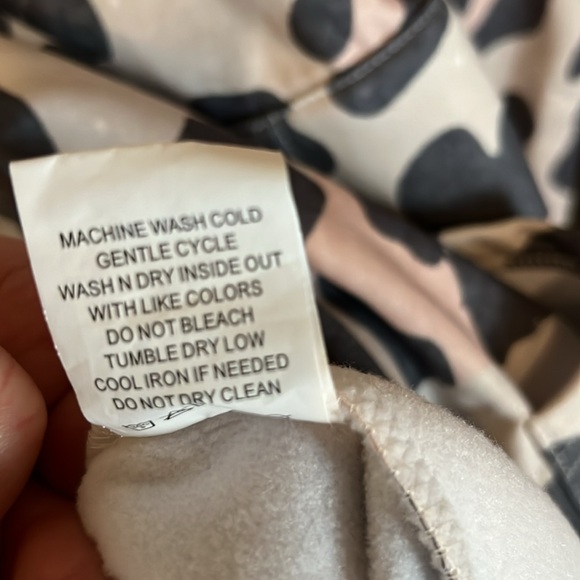 MACHINE WASH COLD
GENTLE CYCLE
WASH N DRY INSIDE OUT
WITH LIKE COLORS
DO NOT BLEACH
TUMBLE DRY LOW
COOL IRON IF NEEDED
DO NOT DRY CLEAN